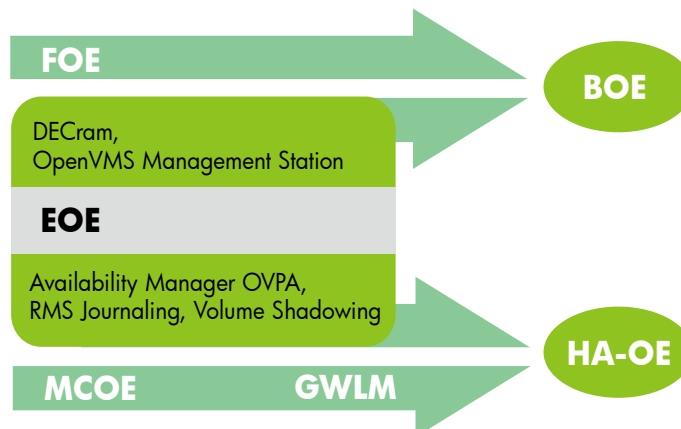 FOE
BOE
DECram,
OpenVMS Management Station
EOE
Availability Manager OVPA,
RMS Journaling, Volume Shadowing
HA-OE
MCOE GWLM